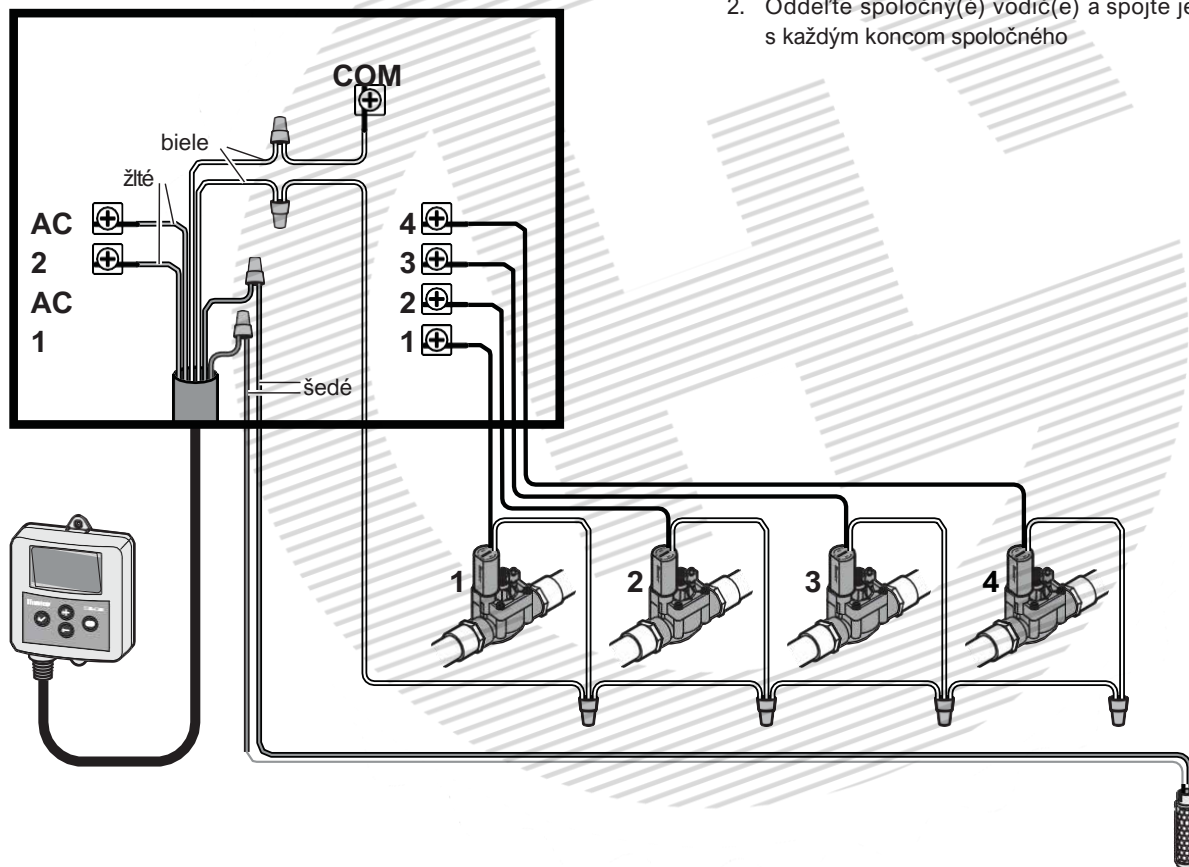 2. Oddeľte spoločný(é) vodič(e) a spojte je
s každým koncom spoločného
COM
biele
žlté
AC
2
AC
1
4
3
2
1
šedé
1
2
3
4